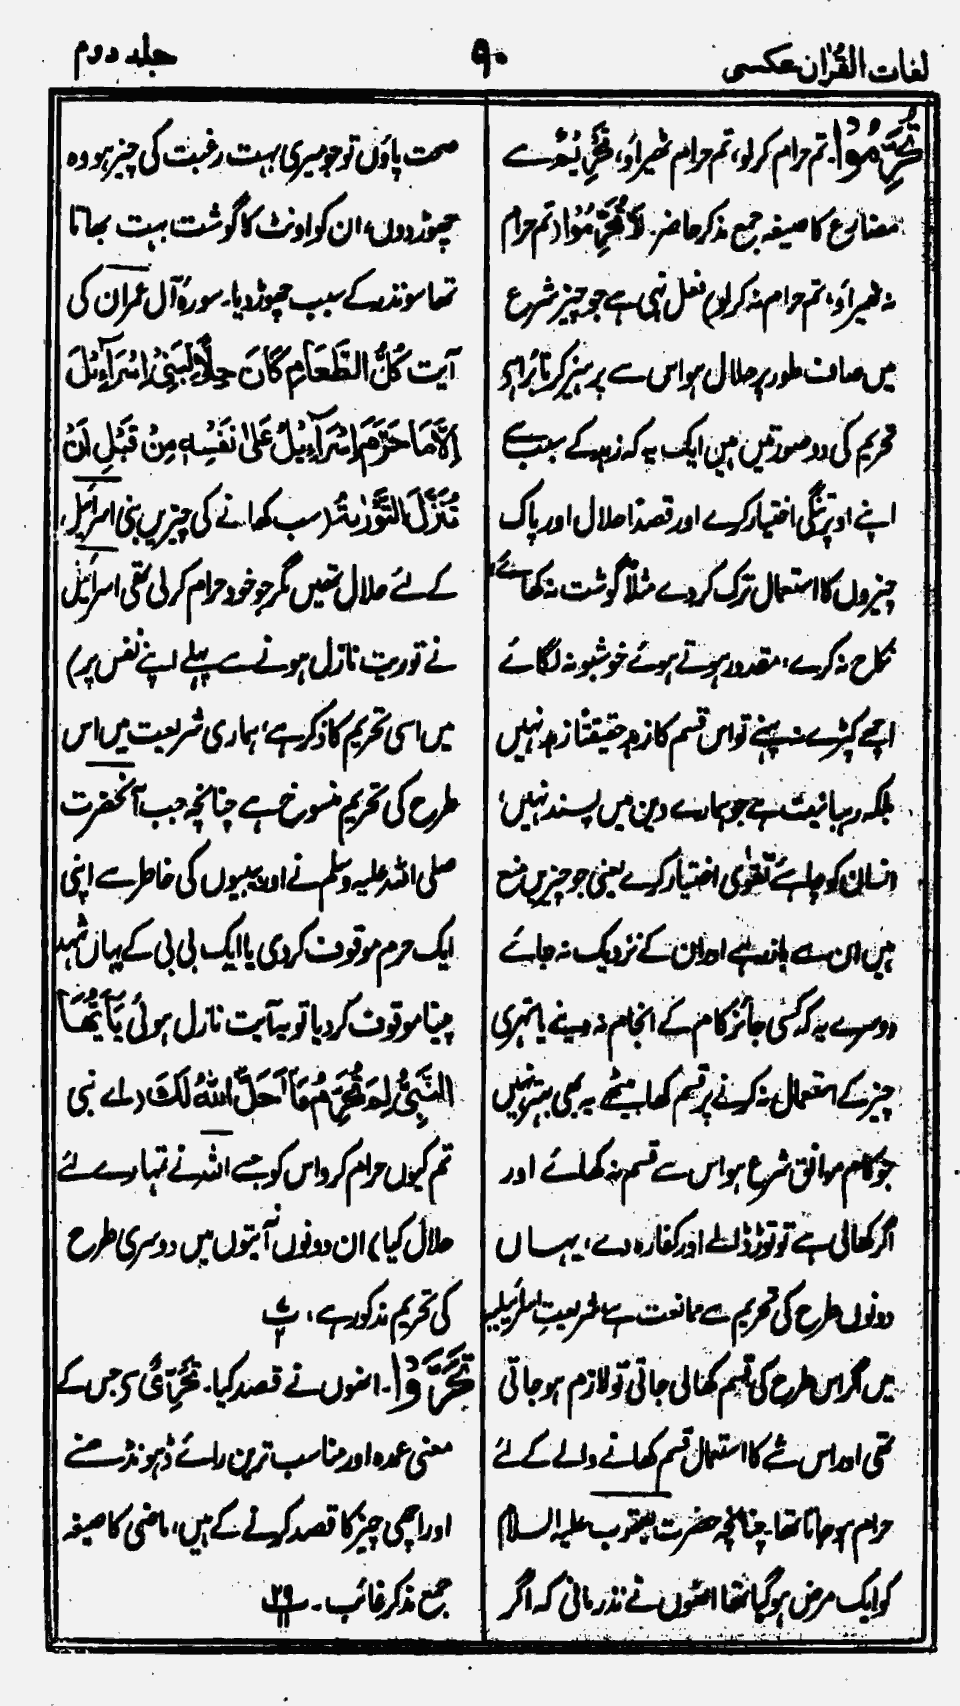 لغات القرآن عکسی
۹۰
جلد دوم
تُحَرِّمُوْا۔ تم حرام کرلو، تم حرام ٹھیراؤ، تَحْرِیْمٌ سے
مضارع کا صیغہ جمع مذکر حاضر۔ لَا تُحَرِّمُوْا (تم حرام
نہ ٹھیراؤ، تم حرام نہ کرلو) فعل نہی ہے جو چیز شرع
میں صاف طور پر حلال ہو اس سے پرہیز کرنا برا ہے
تحریم کی دو صورتیں ہیں ایک یہ کہ زہد کے سبب سے
اپنے اوپر تنگی اختیار کرے اور قصداً حلال اور پاک
چیزوں کا استعمال ترک کردے مثلاً گوشت نہ کھائے،
نکاح نہ کرے، مقدور ہوتے ہوئے خوشبو نہ لگائے
اچھے کپڑے نہ پہنے تو اس قسم کا زہد حقیقۃً زہد نہیں
بلکہ رہبانیت ہے جو ہمارے دین میں پسند نہیں،
انسان کو چاہئے تقوٰی اختیار کرے یعنی جو چیزیں منع
ہیں ان سے باز رہے اور ان کے نزدیک نہ جائے
دوسرے یہ کہ کسی جائز کام کے انجام نہ دینے یا ستھری
چیز کے استعمال نہ کرنے پر قسم کھا بیٹھے یہ بھی بہتر نہیں
جو کام موافق شرع ہو اس سے قسم نہ کھائے اور
اگر کھالی ہے تو توڑ ڈالے اور کفارہ دے، یہاں
دونوں طرح کی تحریم سے ممانعت ہے شریعتِ اسرائیلیہ
میں مگر اس طرح کی قسم کھالی جاتی تو لازم ہو جاتی
تھی اور اس شے کا استعمال قسم کھانے والے کے لئے
حرام ہو جاتا تھا۔ چنانچہ حضرت یعقوب علیہ السلام
کو ایک مرض ہوگیا تھا انھوں نے نذر مانی کہ اگر
صحت پاؤں تو جو میری بہت رغبت کی چیز ہو وہ
چھوڑ دوں، ان کو اونٹ کا گوشت بہت بھاتا
تھا سو نذر کے سبب چھوڑ دیا۔ سورۂ آل عمران کی
آیت كُلُّ الطَّعَامِ كَانَ حِلًّا لِّبَنِيْۤ اِسْرَآءِيْلَ
اِلَّا مَا حَرَّمَ اِسْرَآءِيْلُ عَلٰى نَفْسِهٖ مِنْ قَبْلِ اَنْ
تُنَزَّلَ التَّوْرٰىةُ (سب کھانے کی چیزیں بنی اسرائیل
کے لئے حلال تھیں مگر جو خود حرام کرلی تھی اسرائیل
نے توریت نازل ہونے سے پہلے اپنے نفس پر)
میں اسی تحریم کا ذکر ہے، ہماری شریعت میں اس
طرح کی تحریم منسوخ ہے چنانچہ جب آنحضرت
صلی اللہ علیہ وسلم نے اور بیبیوں کی خاطر سے اپنی
ایک حرم موقوف کردی یا ایک بی بی کے یہاں شہد
پینا موقوف کردیا تو یہ آیت نازل ہوئی يٰۤاَيُّهَا
النَّبِيُّ لِمَ تُحَرِّمُ مَاۤ اَحَلَّ اللّٰهُ لَكَ (اے نبی
تم کیوں حرام کرو اس کو جسے اللہ نے تمہارے لئے
حلال کیا) ان دونوں آیتوں میں دوسری طرح
کی تحریم مذکور ہے،
تَحَرَّوْا۔ انھوں نے قصد کیا۔ تَحَرِّیٌ جس کے
معنی عمدہ اور مناسب ترین رائے ڈھونڈھنے
اور اچھی چیز کا قصد کرنے کے ہیں، ماضی کا صیغہ
جمع مذکر غائب۔